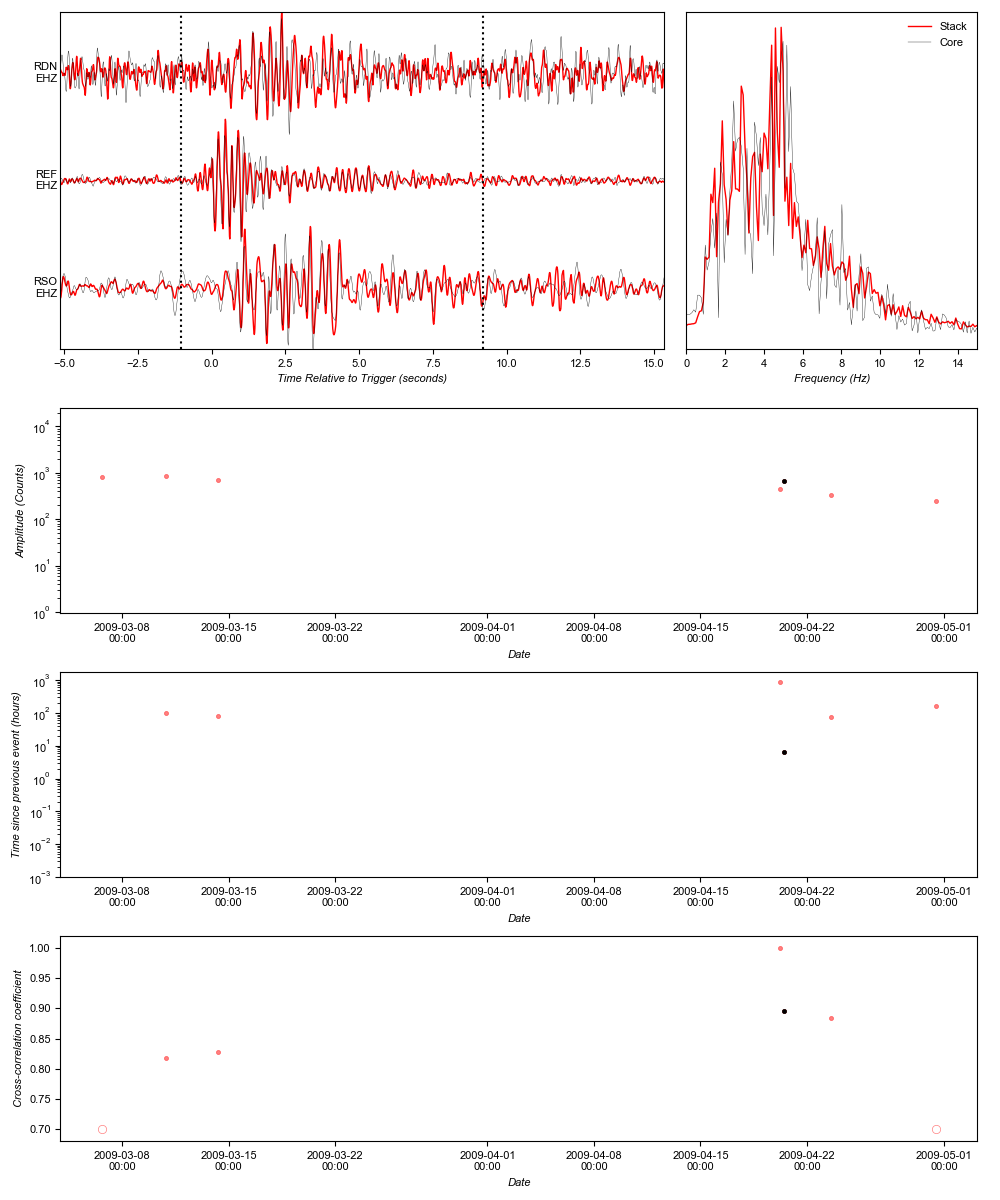 RDN
EHZ
REF
EHZ
RSO
EHZ
−5.0 −2.5 0.0 2.5 5.0 7.5 10.0 12.5 15.0
Time Relative to Trigger (seconds)
Stack
Core
0 2 4 6 8 10 12 14
Frequency (Hz)
10⁴
10³
10²
10¹
10⁰
Amplitude (Counts)
2009-03-08 2009-03-15 2009-03-22 2009-04-01 2009-04-08 2009-04-15 2009-04-22 2009-05-01
00:00 00:00 00:00 00:00 00:00 00:00 00:00 00:00
Date
10³
10²
10¹
10⁰
10⁻¹
10⁻²
10⁻³
Time since previous event (hours)
2009-03-08 2009-03-15 2009-03-22 2009-04-01 2009-04-08 2009-04-15 2009-04-22 2009-05-01
00:00 00:00 00:00 00:00 00:00 00:00 00:00 00:00
Date
1.00
0.95
0.90
0.85
0.80
0.75
0.70
Cross-correlation coefficient
2009-03-08 2009-03-15 2009-03-22 2009-04-01 2009-04-08 2009-04-15 2009-04-22 2009-05-01
00:00 00:00 00:00 00:00 00:00 00:00 00:00 00:00
Date